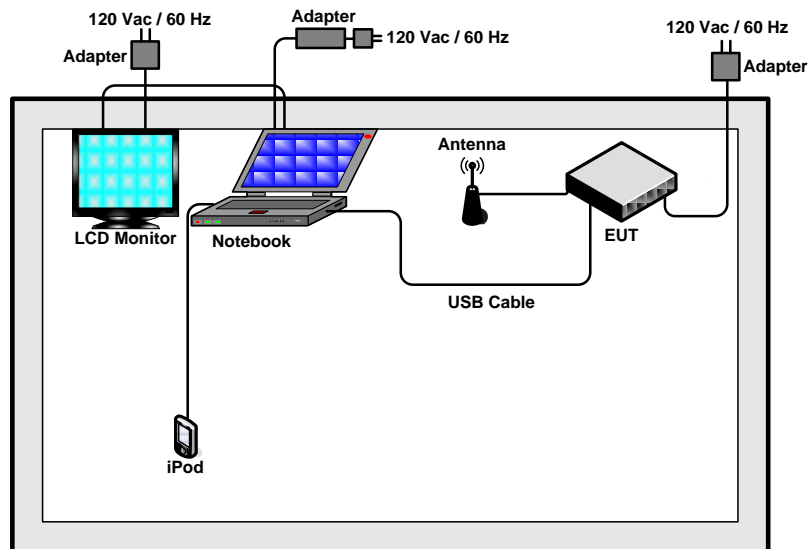 120 Vac / 60 Hz
Adapter
Adapter
120 Vac / 60 Hz
120 Vac / 60 Hz
Adapter
Antenna
LCD Monitor
Notebook
EUT
USB Cable
iPod